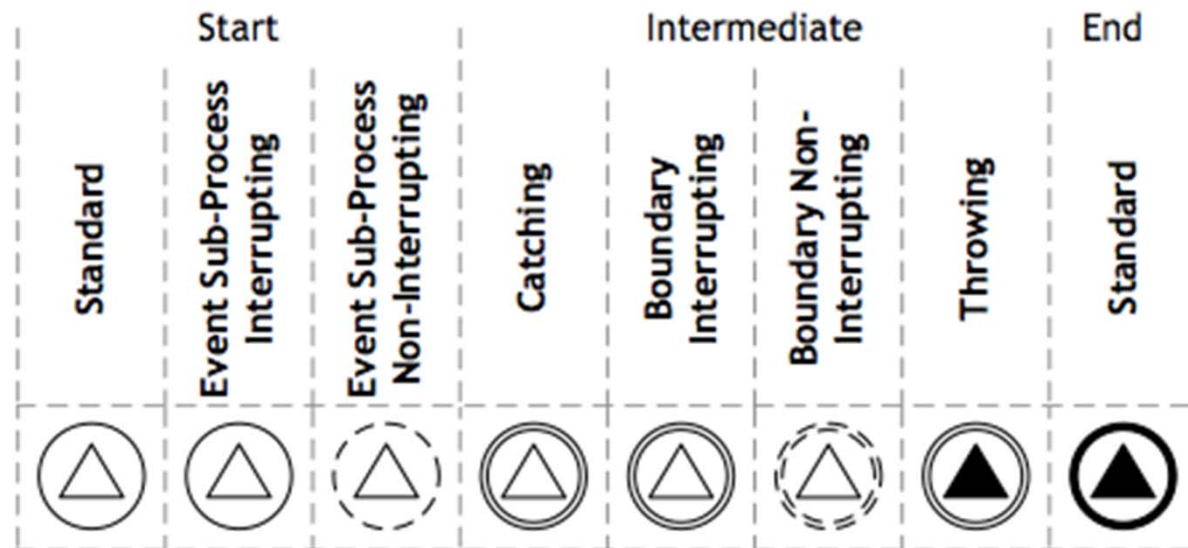 Start
Intermediate
End
Standard
Event Sub-Process
Interrupting
Event Sub-Process
Non-Interrupting
Catching
Boundary
Interrupting
Boundary Non-
Interrupting
Throwing
Standard